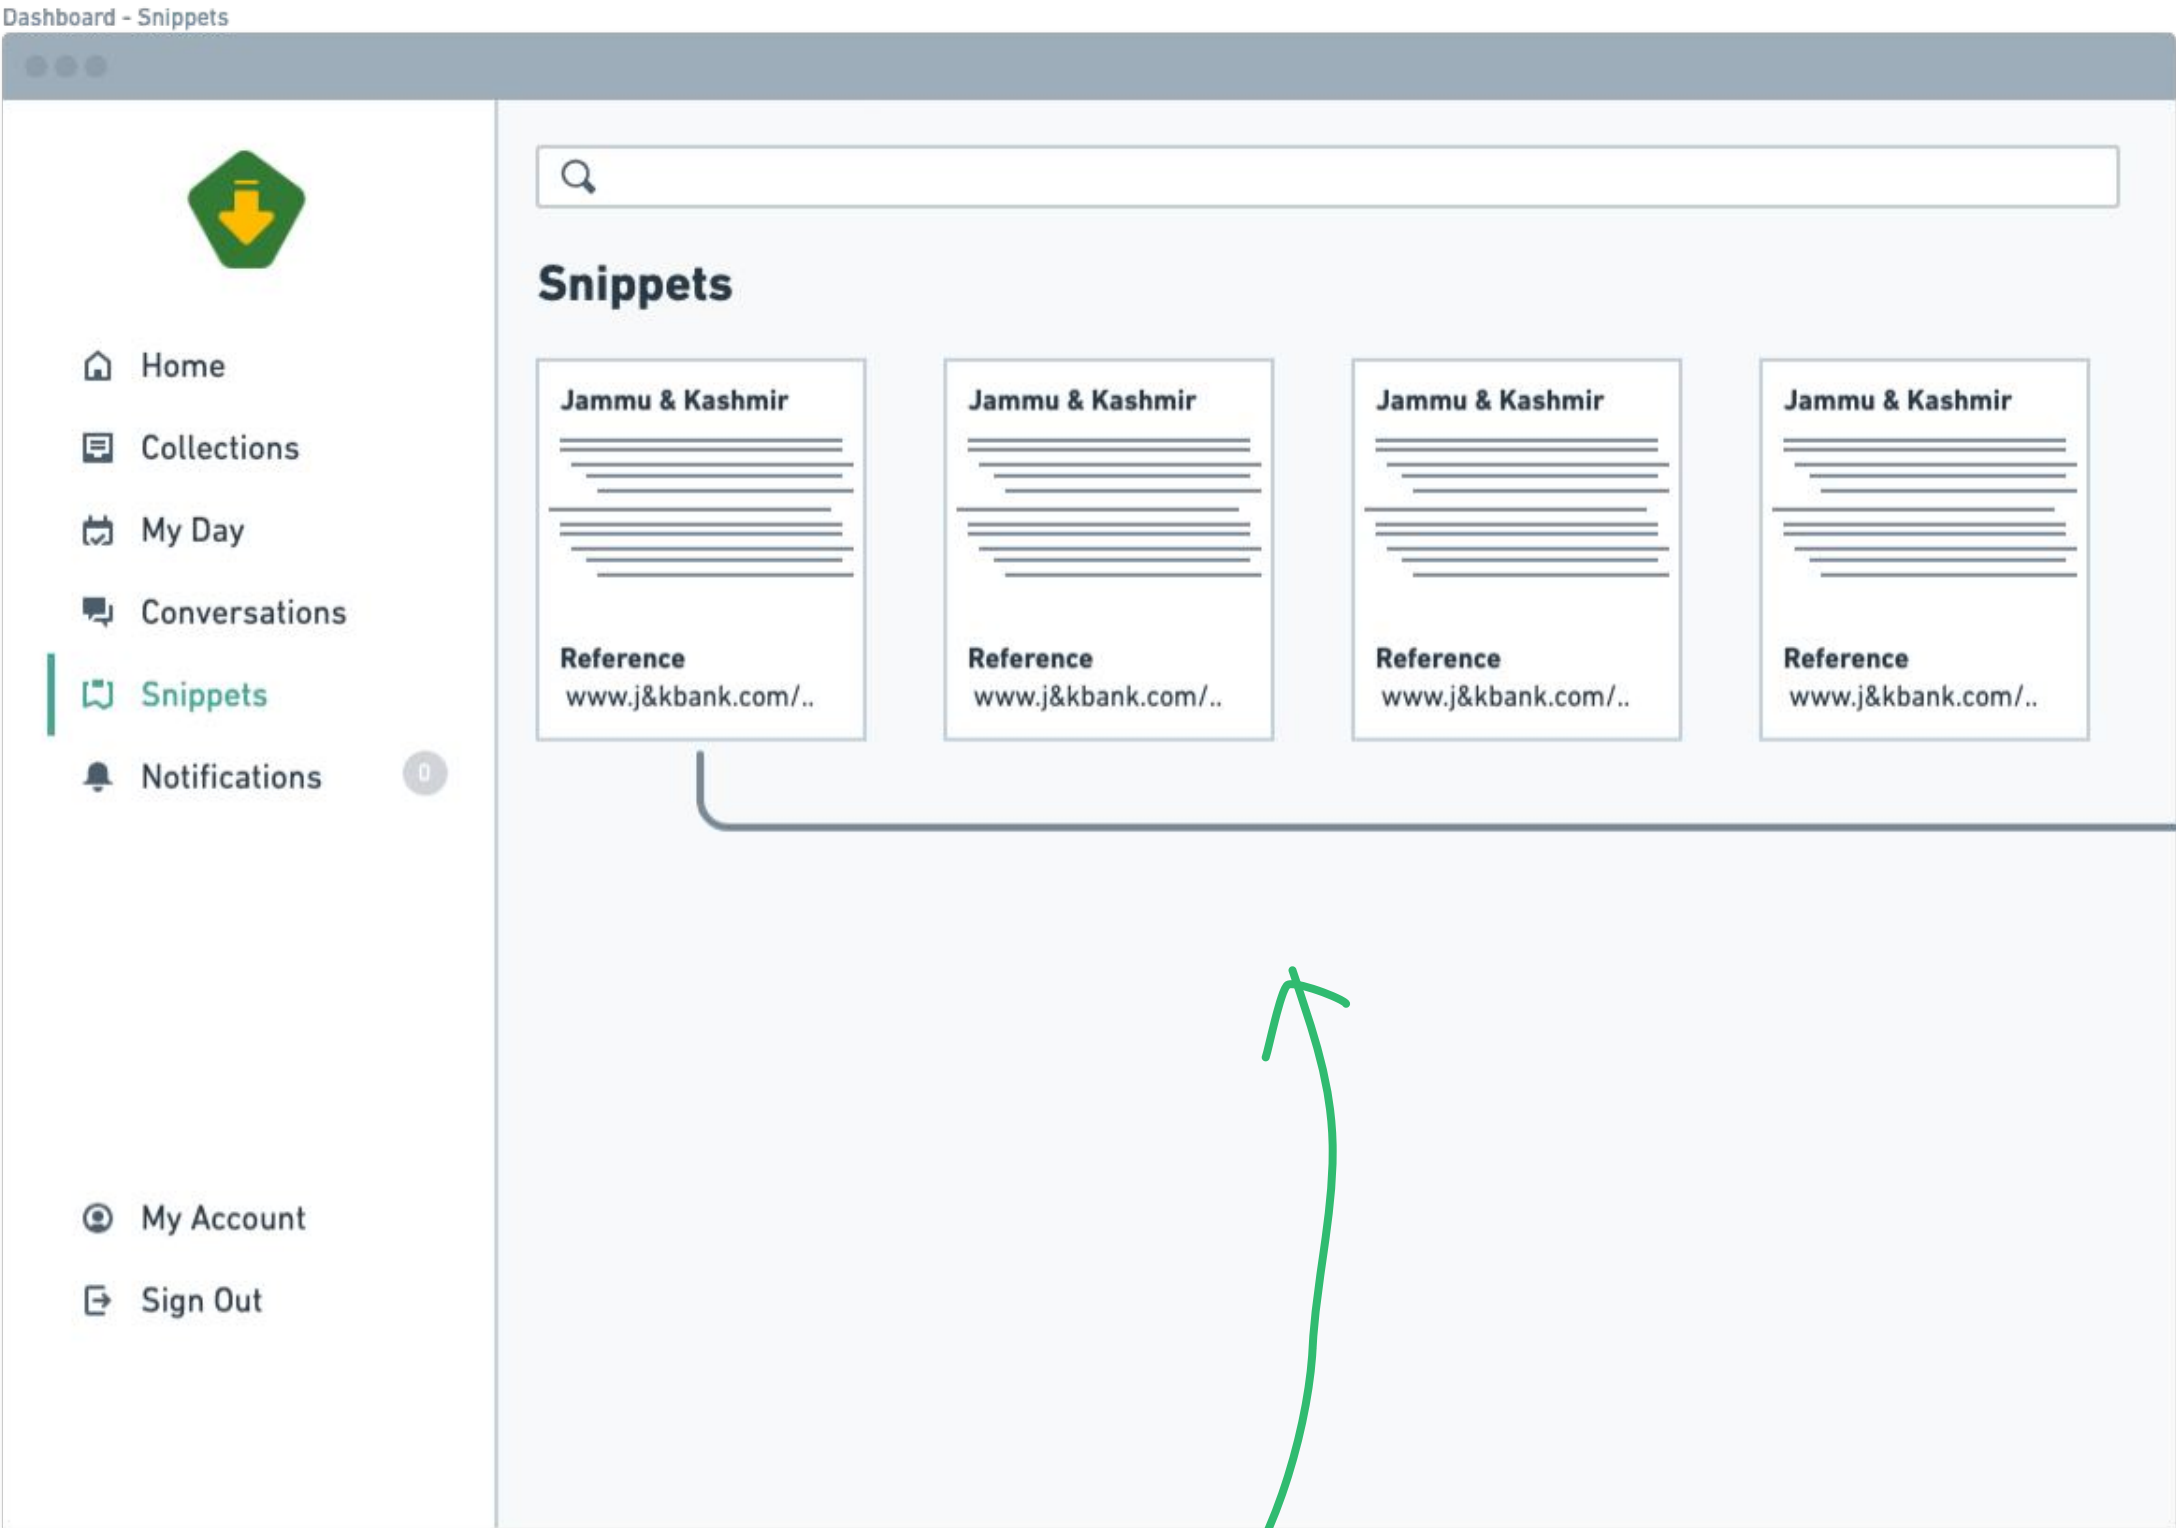 Dashboard - Snippets
Home
Collections
My Day
Conversations
Snippets
Notifications 0
My Account
Sign Out
Snippets
Jammu & Kashmir
Reference
www.j&kbank.com/..
Jammu & Kashmir
Reference
www.j&kbank.com/..
Jammu & Kashmir
Reference
www.j&kbank.com/..
Jammu & Kashmir
Reference
www.j&kbank.com/..